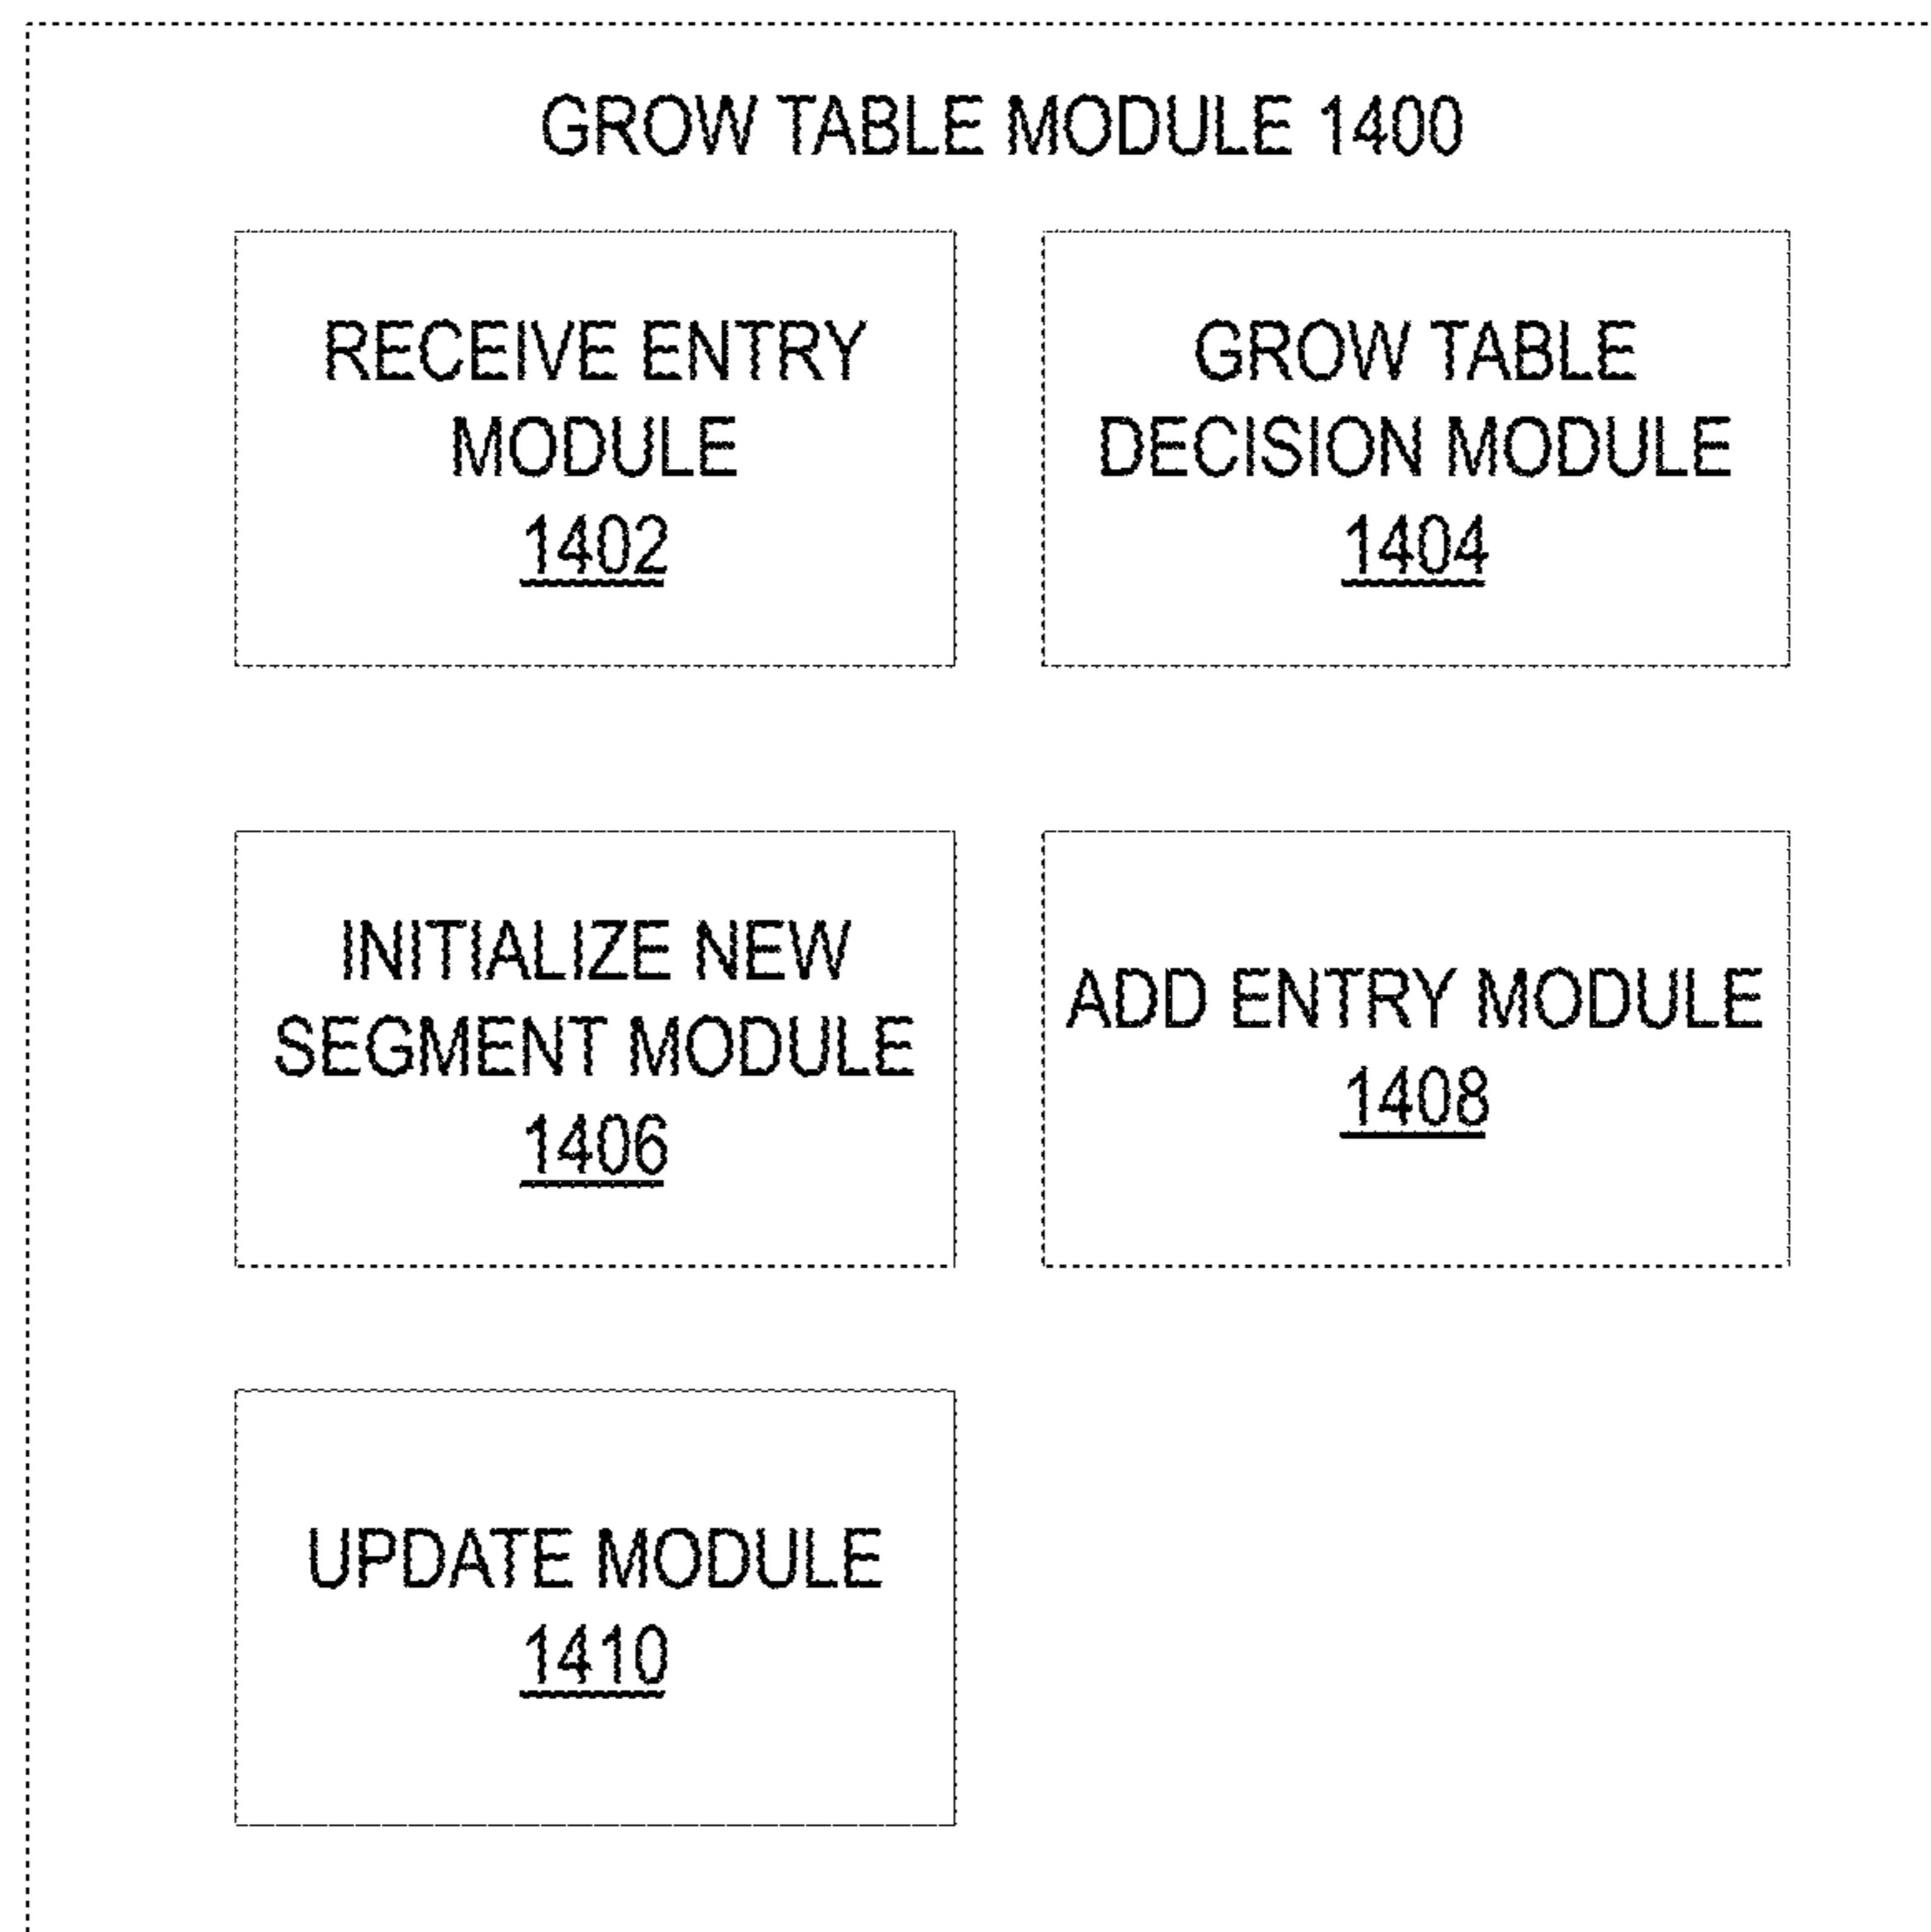 GROW TABLE MODULE 1400
RECEIVE ENTRY
MODULE
1402
GROW TABLE
DECISION MODULE
1404
INITIALIZE NEW
SEGMENT MODULE
1406
ADD ENTRY MODULE
1408
UPDATE MODULE
1410